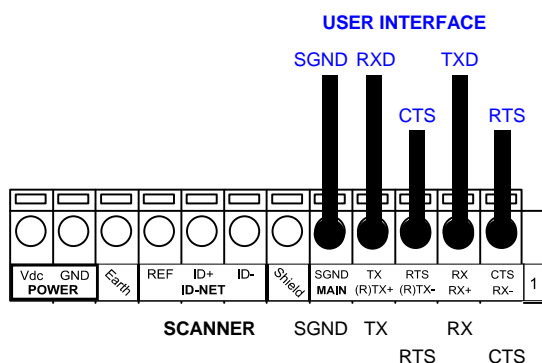 USER INTERFACE
SGND RXD TXD
CTS RTS
Vdc GND Earth REF ID+ ID- Shield SGND TX RTS RX CTS 1
POWER ID-NET MAIN (R)TX+ (R)TX- RX+ RX-
SCANNER SGND TX RX
RTS CTS